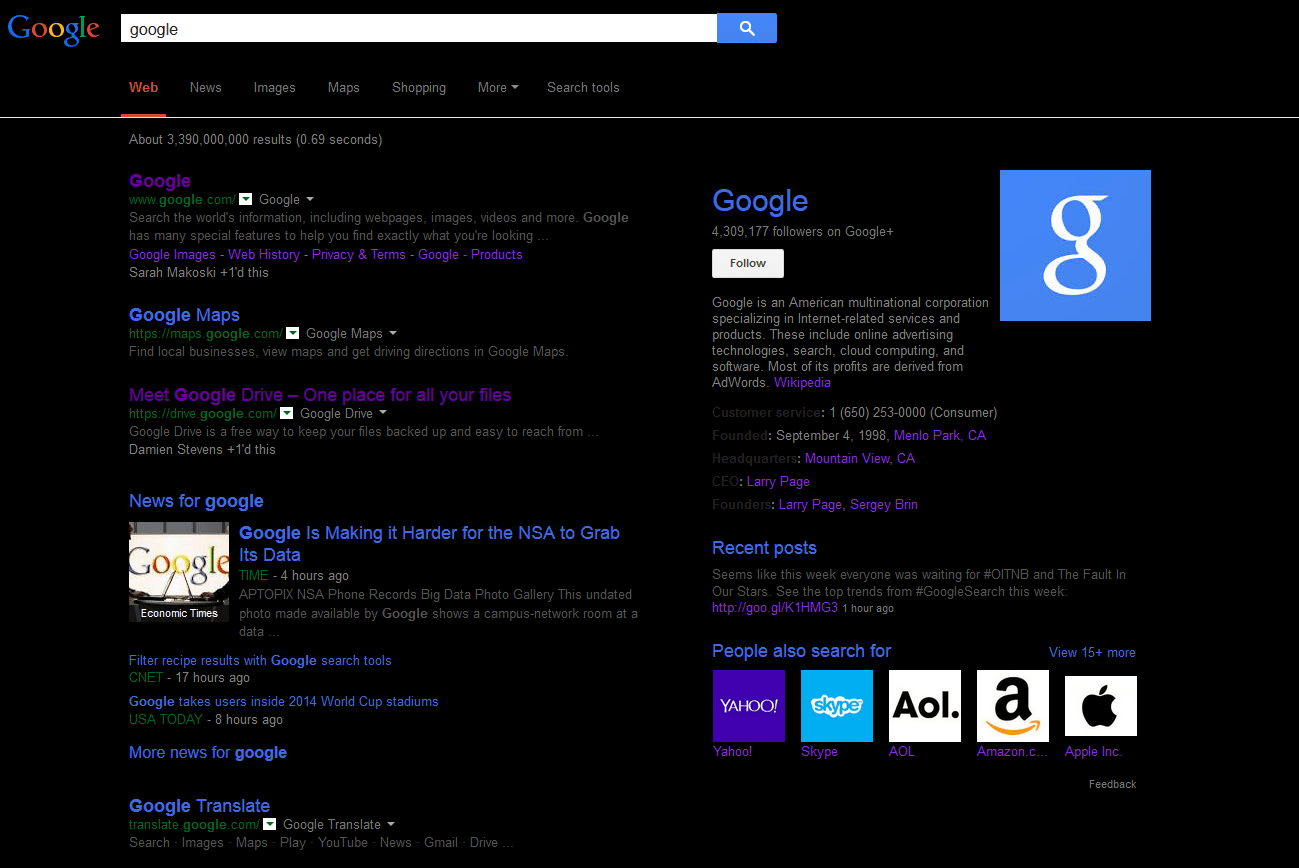 Google
google
Web News Images Maps Shopping More Search tools
About 3,390,000,000 results (0.69 seconds)
Google
www.google.com/ Google
Search the world's information, including webpages, images, videos and more. Google
has many special features to help you find exactly what you're looking ...
Google Images - Web History - Privacy & Terms - Google - Products
Sarah Makoski +1'd this
Google Maps
https://maps.google.com/ Google Maps
Find local businesses, view maps and get driving directions in Google Maps.
Meet Google Drive – One place for all your files
https://drive.google.com/ Google Drive
Google Drive is a free way to keep your files backed up and easy to reach from ...
Damien Stevens +1'd this
News for google
Google
Economic Times
Google Is Making it Harder for the NSA to Grab
Its Data
TIME - 4 hours ago
APTOPIX NSA Phone Records Big Data Photo Gallery This undated
photo made available by Google shows a campus-network room at a
data ...
Filter recipe results with Google search tools
CNET - 17 hours ago
Google takes users inside 2014 World Cup stadiums
USA TODAY - 8 hours ago
More news for google
Google Translate
translate.google.com/ Google Translate
Search · Images · Maps · Play · YouTube · News · Gmail · Drive ...
Google
4,309,177 followers on Google+
Follow
g
Google is an American multinational corporation
specializing in Internet-related services and
products. These include online advertising
technologies, search, cloud computing, and
software. Most of its profits are derived from
AdWords. Wikipedia
Customer service: 1 (650) 253-0000 (Consumer)
Founded: September 4, 1998, Menlo Park, CA
Headquarters: Mountain View, CA
CEO: Larry Page
Founders: Larry Page, Sergey Brin
Recent posts
Seems like this week everyone was waiting for #OITNB and The Fault In
Our Stars. See the top trends from #GoogleSearch this week:
http://goo.gl/K1HMG3 1 hour ago
People also search for View 15+ more
YAHOO! skype Aol. a
Yahoo! Skype AOL Amazon.c... Apple Inc.
Feedback